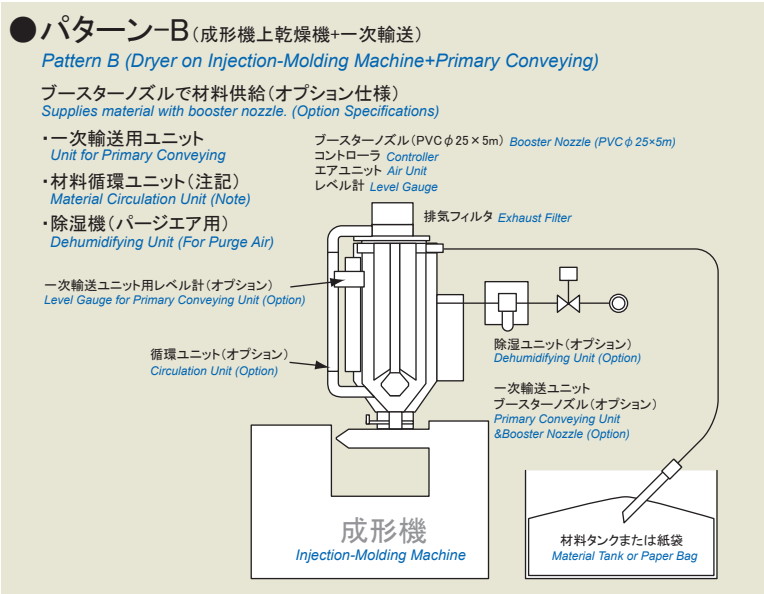 ●パターン-B(成形機上乾燥機+一次輸送)
Pattern B (Dryer on Injection-Molding Machine+Primary Conveying)
ブースターノズルで材料供給(オプション仕様)
Supplies material with booster nozzle. (Option Specifications)
・一次輸送用ユニット
Unit for Primary Conveying
・材料循環ユニット(注記)
Material Circulation Unit (Note)
・除湿機(パージエア用)
Dehumidifying Unit (For Purge Air)
ブースターノズル(PVCφ25×5m) Booster Nozzle (PVCφ25×5m)
コントローラ Controller
エアユニット Air Unit
レベル計 Level Gauge
排気フィルタ Exhaust Filter
一次輸送ユニット用レベル計(オプション)
Level Gauge for Primary Conveying Unit (Option)
循環ユニット(オプション)
Circulation Unit (Option)
除湿ユニット(オプション)
Dehumidifying Unit (Option)
一次輸送ユニット
ブースターノズル(オプション)
Primary Conveying Unit
&Booster Nozzle (Option)
成形機
Injection-Molding Machine
材料タンクまたは紙袋
Material Tank or Paper Bag